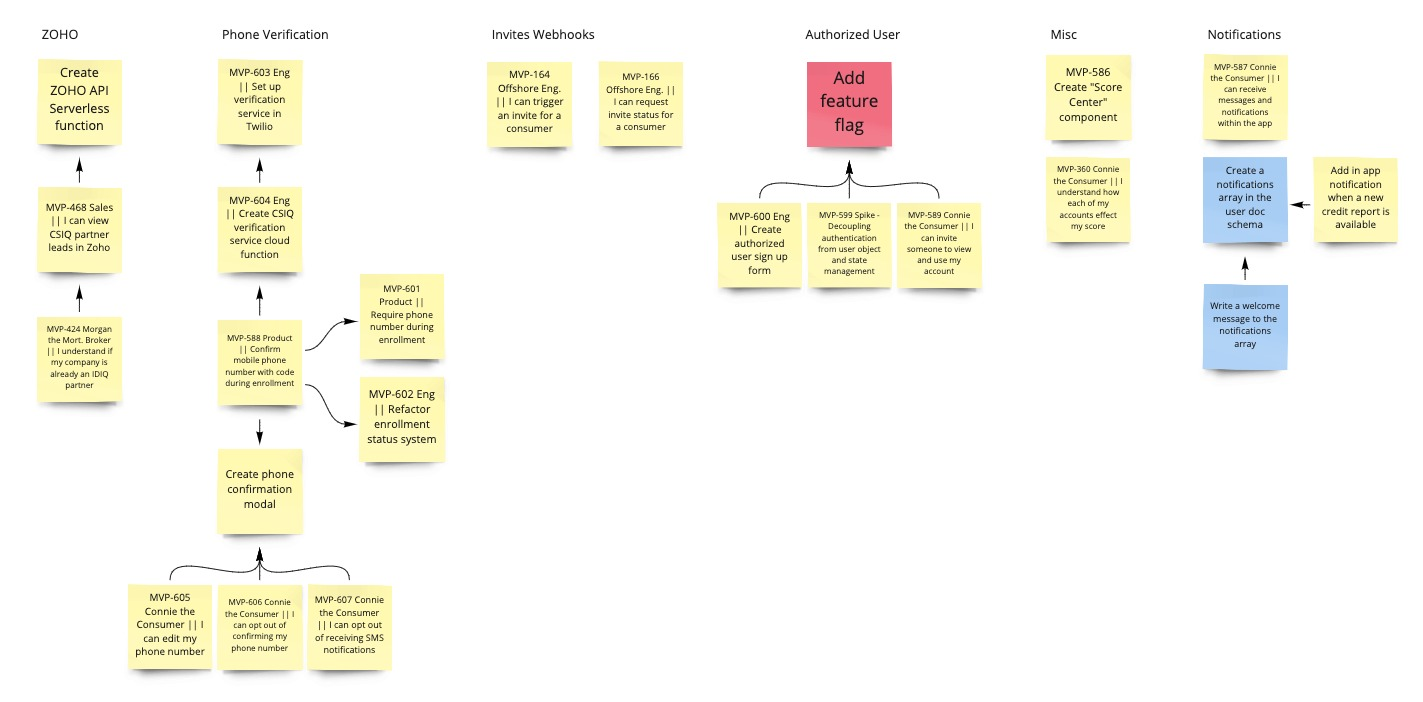 ZOHO
Create
ZOHO API
Serverless
function
MVP-468 Sales
|| I can view
CSIQ partner
leads in Zoho
MVP-424 Morgan
the Mort. Broker
|| I understand if
my company is
already an IDIQ
partner
Phone Verification
MVP-603 Eng
|| Set up
verification
service in
Twilio
MVP-604 Eng
|| Create CSIQ
verification
service cloud
function
MVP-588 Product
|| Confirm
mobile phone
number with code
during enrollment
MVP-601
Product ||
Require phone
number during
enrollment
MVP-602 Eng
|| Refactor
enrollment
status system
Create phone
confirmation
modal
MVP-605
Connie the
Consumer || I
can edit my
phone number
MVP-606 Connie
the Consumer || I
can opt out of
confirming my
phone number
MVP-607 Connie
the Consumer
|| I can opt out
of receiving SMS
notifications
Invites Webhooks
MVP-164
Offshore Eng.
|| I can trigger
an invite for a
consumer
MVP-166
Offshore Eng. ||
I can request
invite status for
a consumer
Authorized User
Add
feature
flag
MVP-600 Eng
|| Create
authorized
user sign up
form
MVP-599 Spike -
Decoupling
authentication
from user object
and state
management
MVP-589 Connie
the Consumer || I
can invite
someone to view
and use my
account
Misc
MVP-586
Create "Score
Center"
component
MVP-360 Connie
the Consumer || I
understand how
each of my
accounts effect
my score
Notifications
MVP-587 Connie
the Consumer || I
can receive
messages and
notifications
within the app
Create a
notifications
array in the
user doc
schema
Add in app
notification
when a new
credit report is
available
Write a welcome
message to the
notifications
array